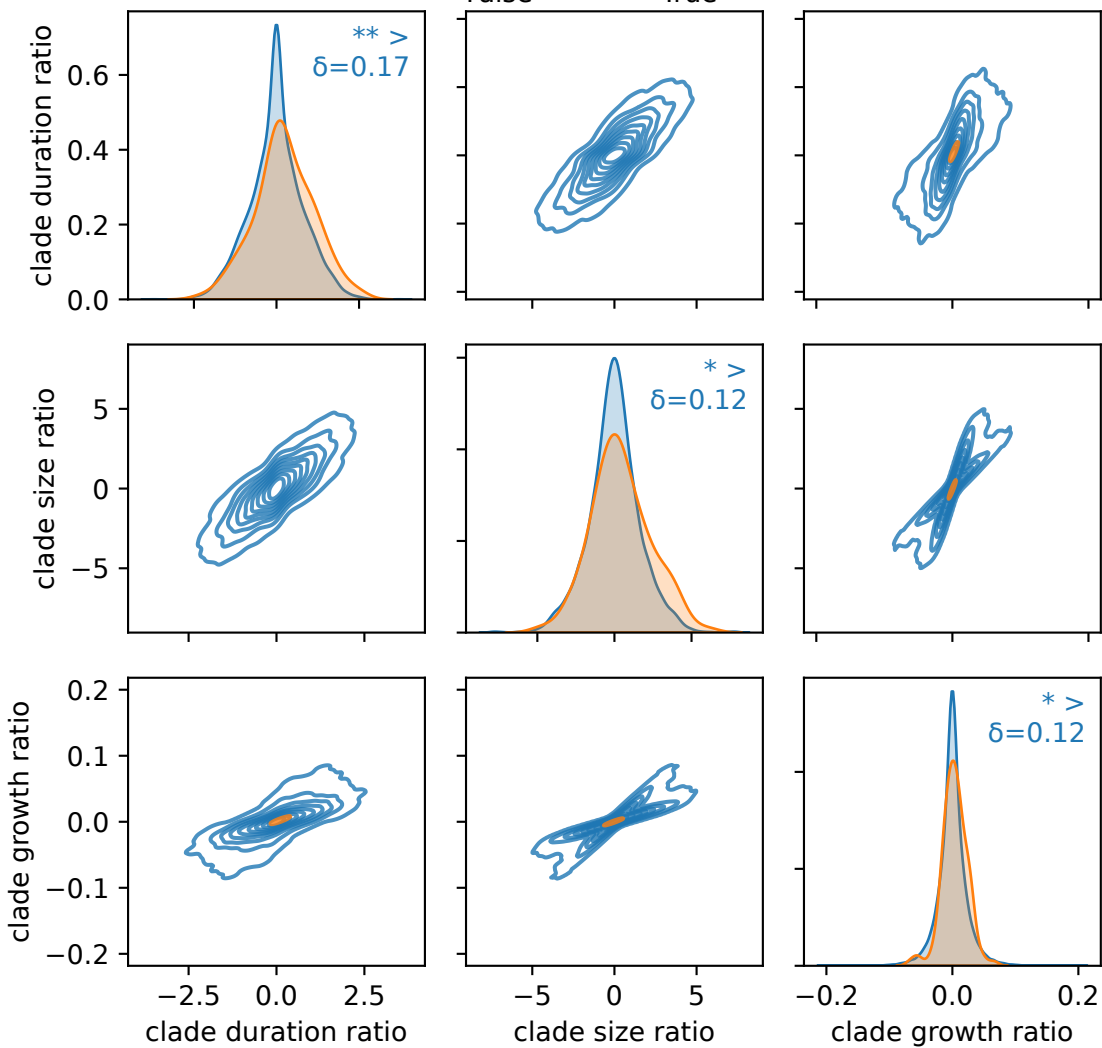 clade duration ratio
0.6
0.4
0.2
0.0
** >
δ=0.17
clade size ratio
5
0
−5
* >
δ=0.12
clade growth ratio
0.2
0.1
0.0
−0.1
−0.2
* >
δ=0.12
−2.5 0.0 2.5
−5 0 5
−0.2 0.0 0.2
clade duration ratio
clade size ratio
clade growth ratio